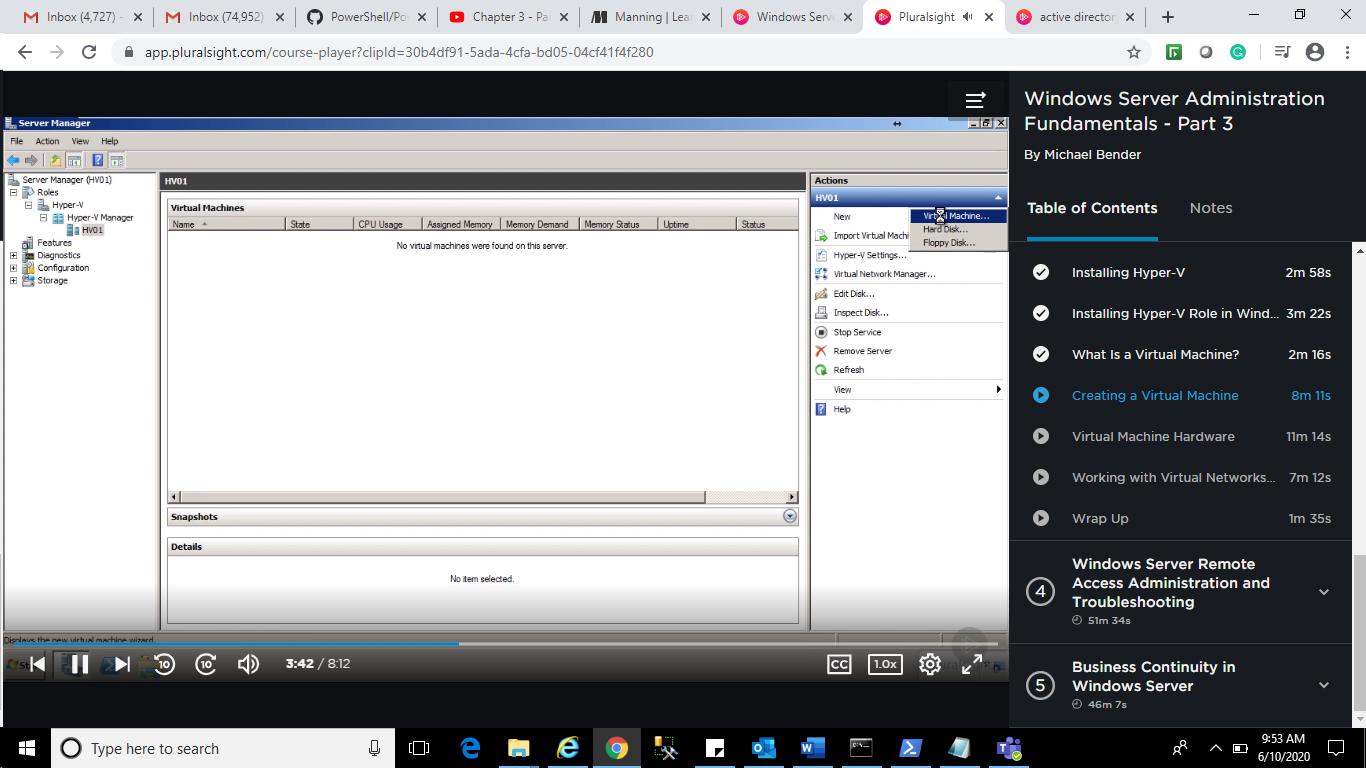 Inbox (4,727) -
Inbox (74,952)
PowerShell/Po
Chapter 3 - Pa
Manning | Lea
Windows Serv
Pluralsight
active director
app.pluralsight.com/course-player?clipId=30b4df91-5ada-4cfa-bd05-04cf41f4f280
Server Manager
File Action View Help
Server Manager (HV01)
Roles
Hyper-V
Hyper-V Manager
HV01
Features
Diagnostics
Configuration
Storage
HV01
Virtual Machines
Name State CPU Usage Assigned Memory Memory Demand Memory Status Uptime Status
No virtual machines were found on this server.
Snapshots
Details
No item selected.
Actions
HV01
New
Virtual Machine...
Hard Disk...
Floppy Disk...
Import Virtual Machi
Hyper-V Settings...
Virtual Network Manager...
Edit Disk...
Inspect Disk...
Stop Service
Remove Server
Refresh
View
Help
Displays the new virtual machine wizard.
10 10 3:42 / 8:12 CC 1.0x
Windows Server Administration
Fundamentals - Part 3
By Michael Bender
Table of Contents Notes
Installing Hyper-V 2m 58s
Installing Hyper-V Role in Wind... 3m 22s
What Is a Virtual Machine? 2m 16s
Creating a Virtual Machine 8m 11s
Virtual Machine Hardware 11m 14s
Working with Virtual Networks... 7m 12s
Wrap Up 1m 35s
4
Windows Server Remote
Access Administration and
Troubleshooting
51m 34s
5
Business Continuity in
Windows Server
46m 7s
Type here to search
9:53 AM
6/10/2020